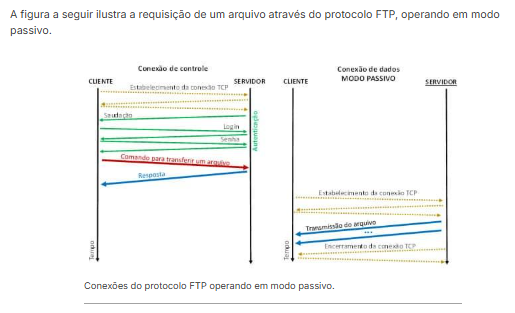 A figura a seguir ilustra a requisição de um arquivo através do protocolo FTP, operando em modo
passivo.
Conexão de controle
CLIENTE
SERVIDOR
Estabelecimento da conexão TCP
Saudação
Login
Senha
Autenticação
Comando para transferir um arquivo
Resposta
Tempo
Conexão de dados
MODO PASSIVO
CLIENTE
SERVIDOR
Estabelecimento da conexão TCP
Transmissão do arquivo
...
Encerramento da conexão TCP
Tempo
Conexões do protocolo FTP operando em modo passivo.